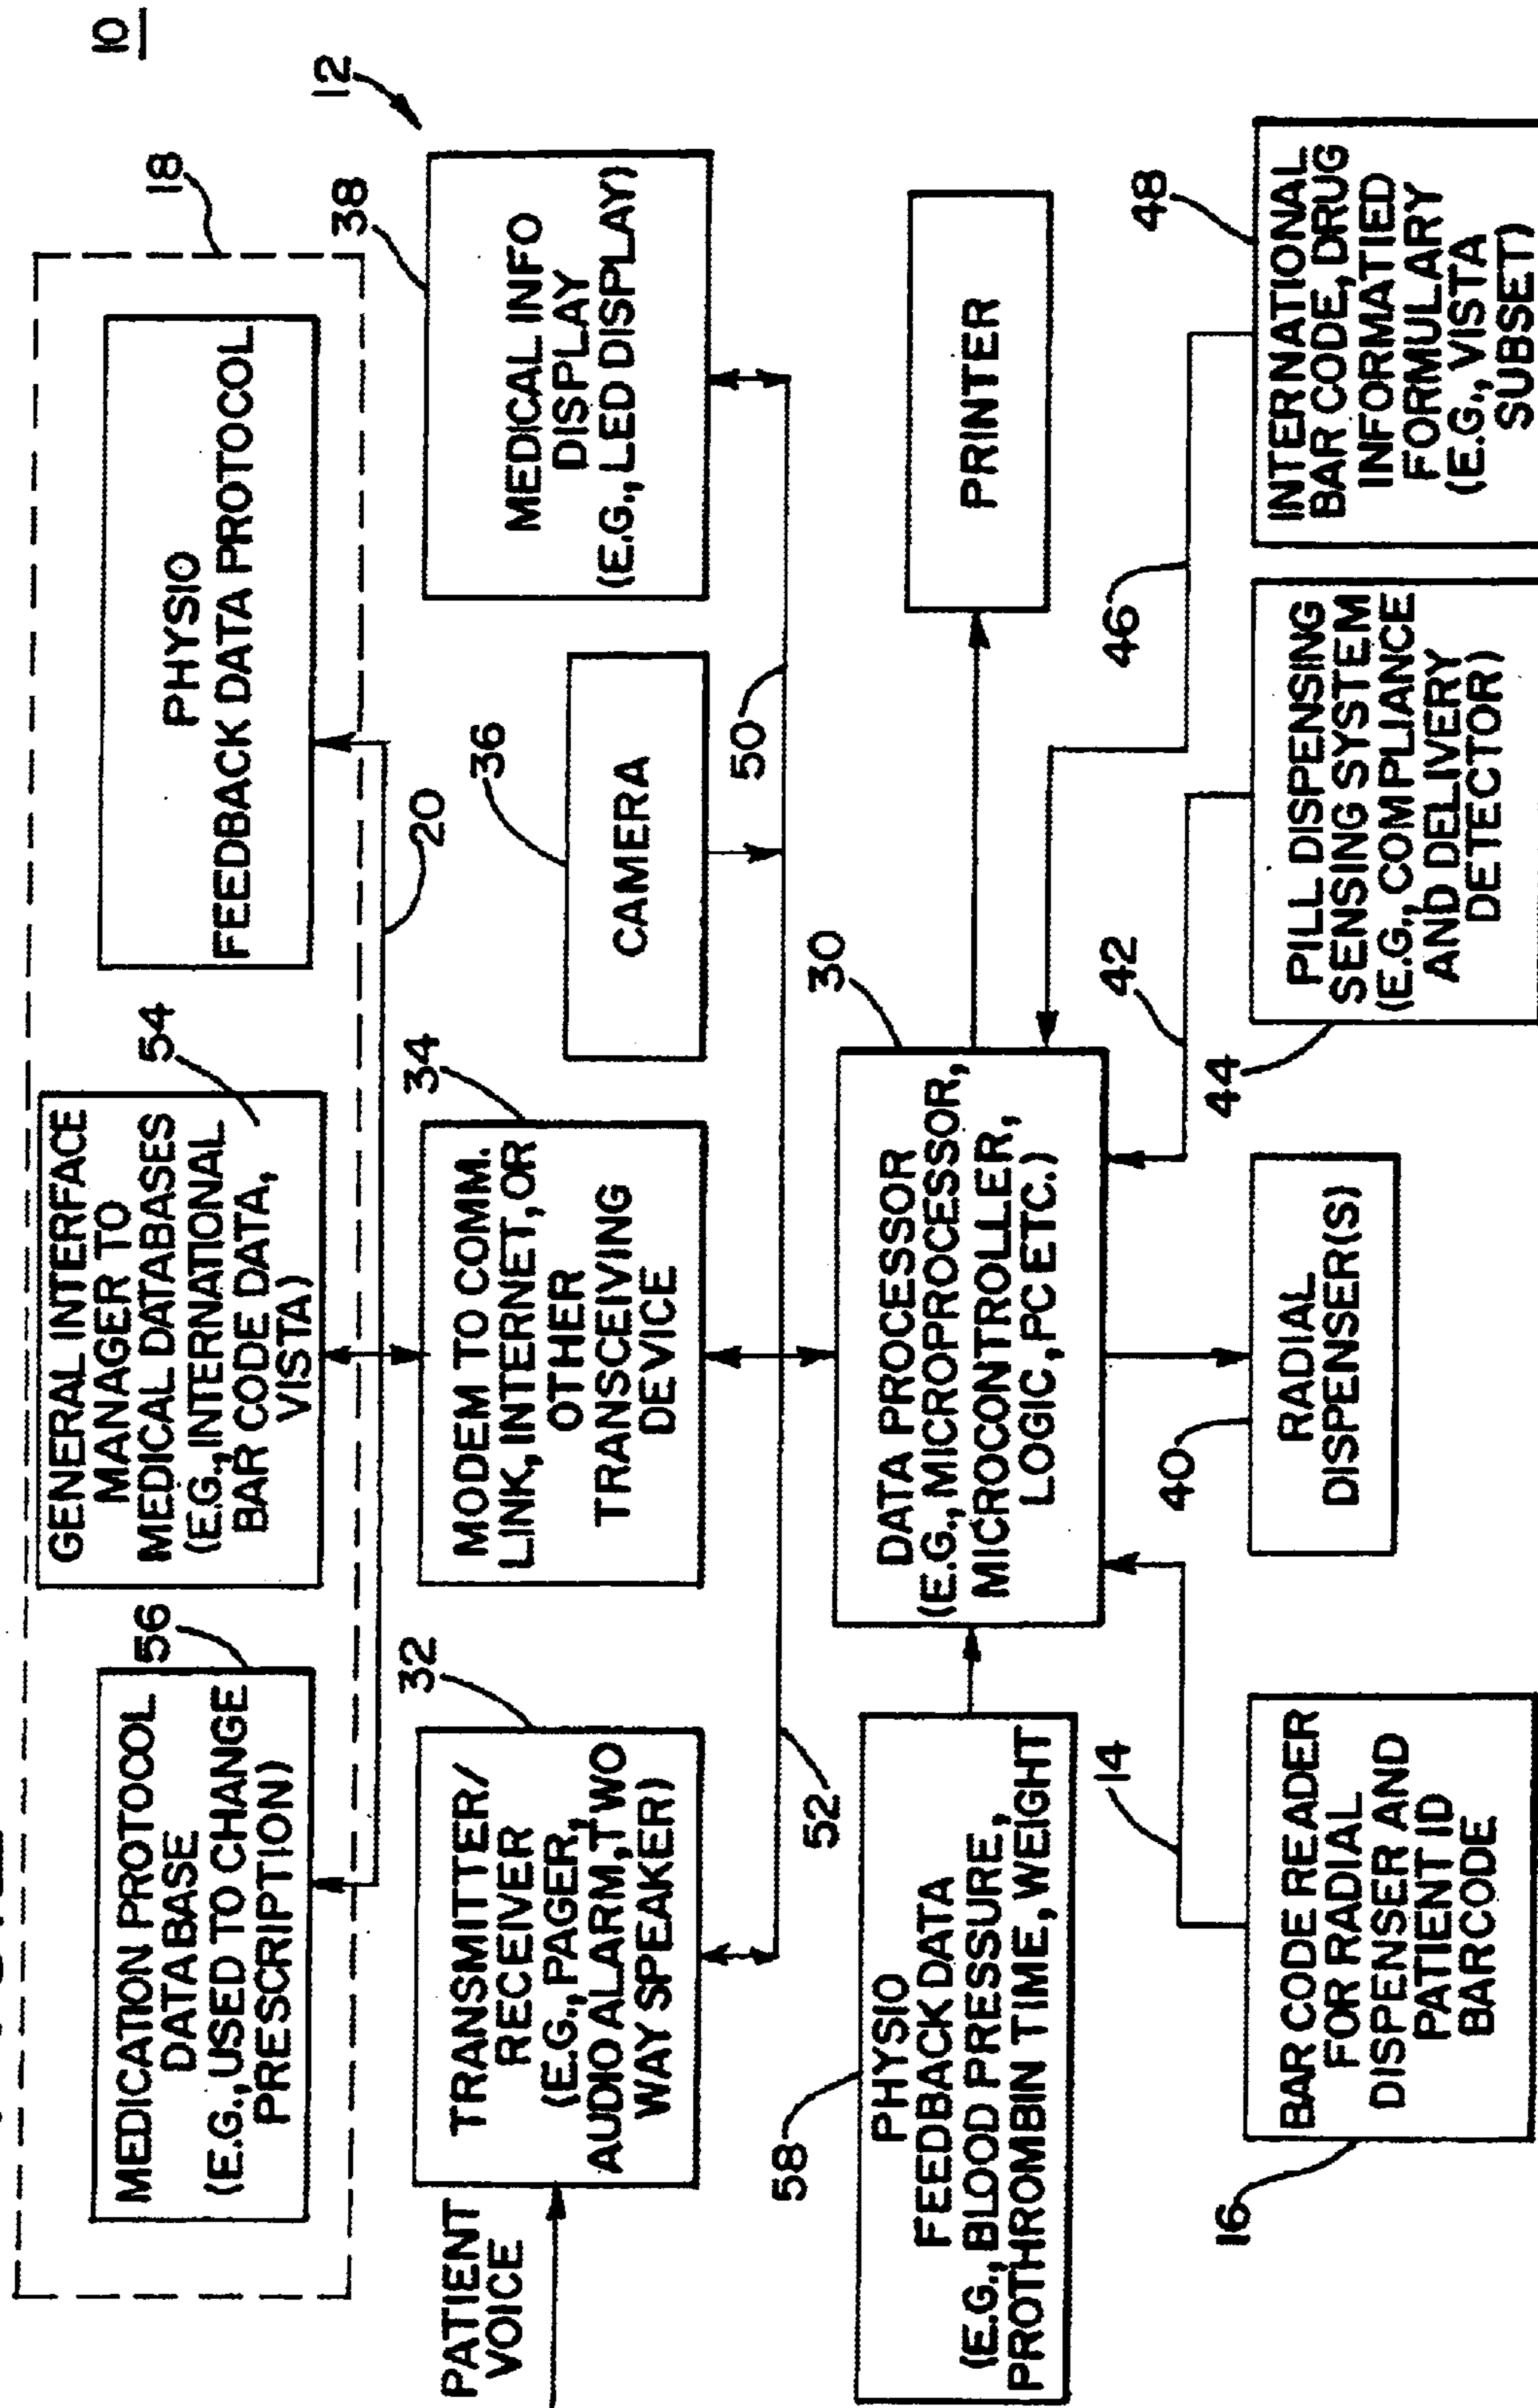 10
12
18
MEDICATION PROTOCOL
DATABASE
(E.G., USED TO CHANGE
PRESCRIPTION)
56
GENERAL INTERFACE
MANAGER TO
MEDICAL DATABASES
(E.G., INTERNATIONAL
BAR CODE DATA,
VISTA)
54
PHYSIO
FEEDBACK DATA PROTOCOL
20
PATIENT
VOICE
TRANSMITTER/
RECEIVER
(E.G., PAGER,
AUDIO ALARM, TWO
WAY SPEAKER)
32
MODEM TO COMM.
LINK, INTERNET, OR
OTHER
TRANSCEIVING
DEVICE
34
CAMERA
36
MEDICAL INFO
DISPLAY
(E.G., LED DISPLAY)
38
52
50
PHYSIO
FEEDBACK DATA
(E.G., BLOOD PRESSURE,
PROTHROMBIN TIME, WEIGHT
58
DATA PROCESSOR
(E.G., MICROPROCESSOR,
MICROCONTROLLER,
LOGIC, PC ETC.)
30
PRINTER
14
42
46
BAR CODE READER
FOR RADIAL
DISPENSER AND
PATIENT ID
BARCODE
16
RADIAL
DISPENSER(S)
40
PILL DISPENSING
SENSING SYSTEM
(E.G., COMPLIANCE
AND DELIVERY
DETECTOR)
44
INTERNATIONAL
BAR CODE, DRUG
INFORMATIED
FORMULARY
(E.G., VISTA
SUBSET)
48